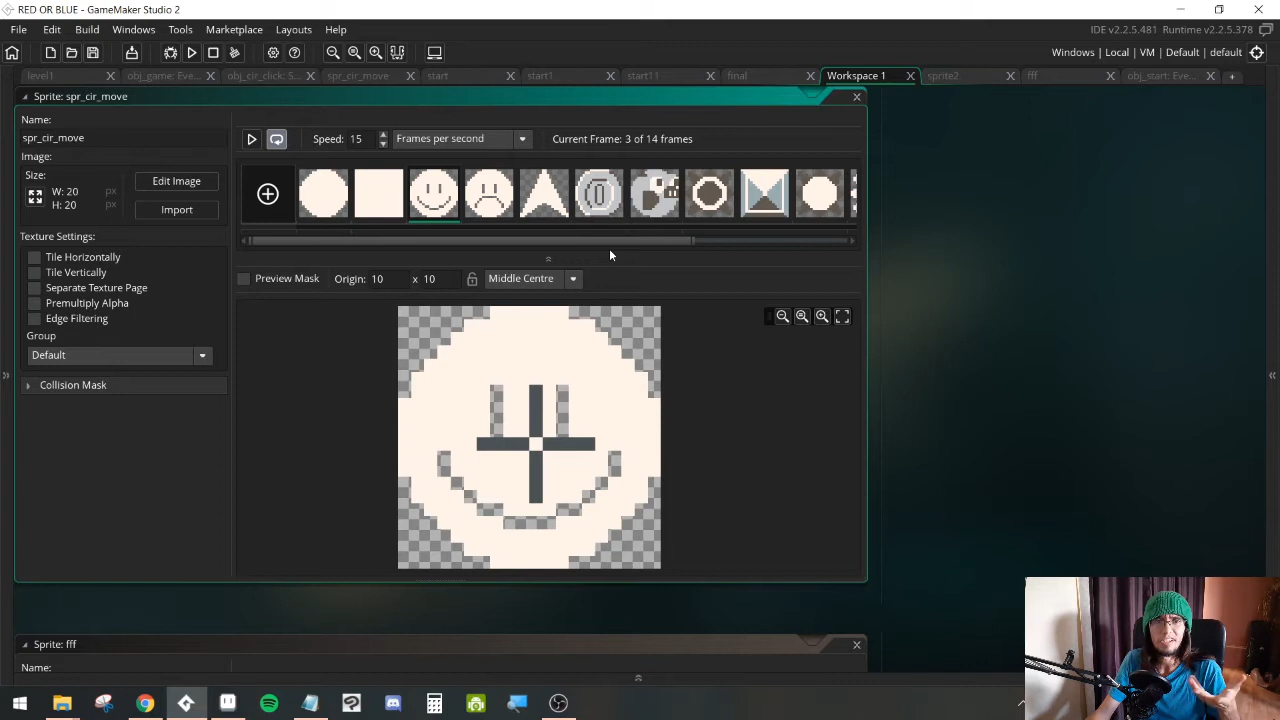 RED OR BLUE - GameMaker Studio 2
File Edit Build Windows Tools Marketplace Layouts Help
IDE v2.2.5.481 Runtime v2.2.5.378
Windows | Local | VM | Default | default
level1 obj_game: Eve... obj_cir_click: S... spr_cir_move start start1 start11 final Workspace 1 sprite2 fff obj_start: Eve...
Sprite: spr_cir_move
Name:
spr_cir_move
Image:
Size:
W: 20 px
H: 20 px
Edit Image
Import
Texture Settings:
Tile Horizontally
Tile Vertically
Separate Texture Page
Premultiply Alpha
Edge Filtering
Group
Default
Collision Mask
Speed: 15 Frames per second Current Frame: 3 of 14 frames
Preview Mask Origin: 10 x 10 Middle Centre
Sprite: fff
Name: